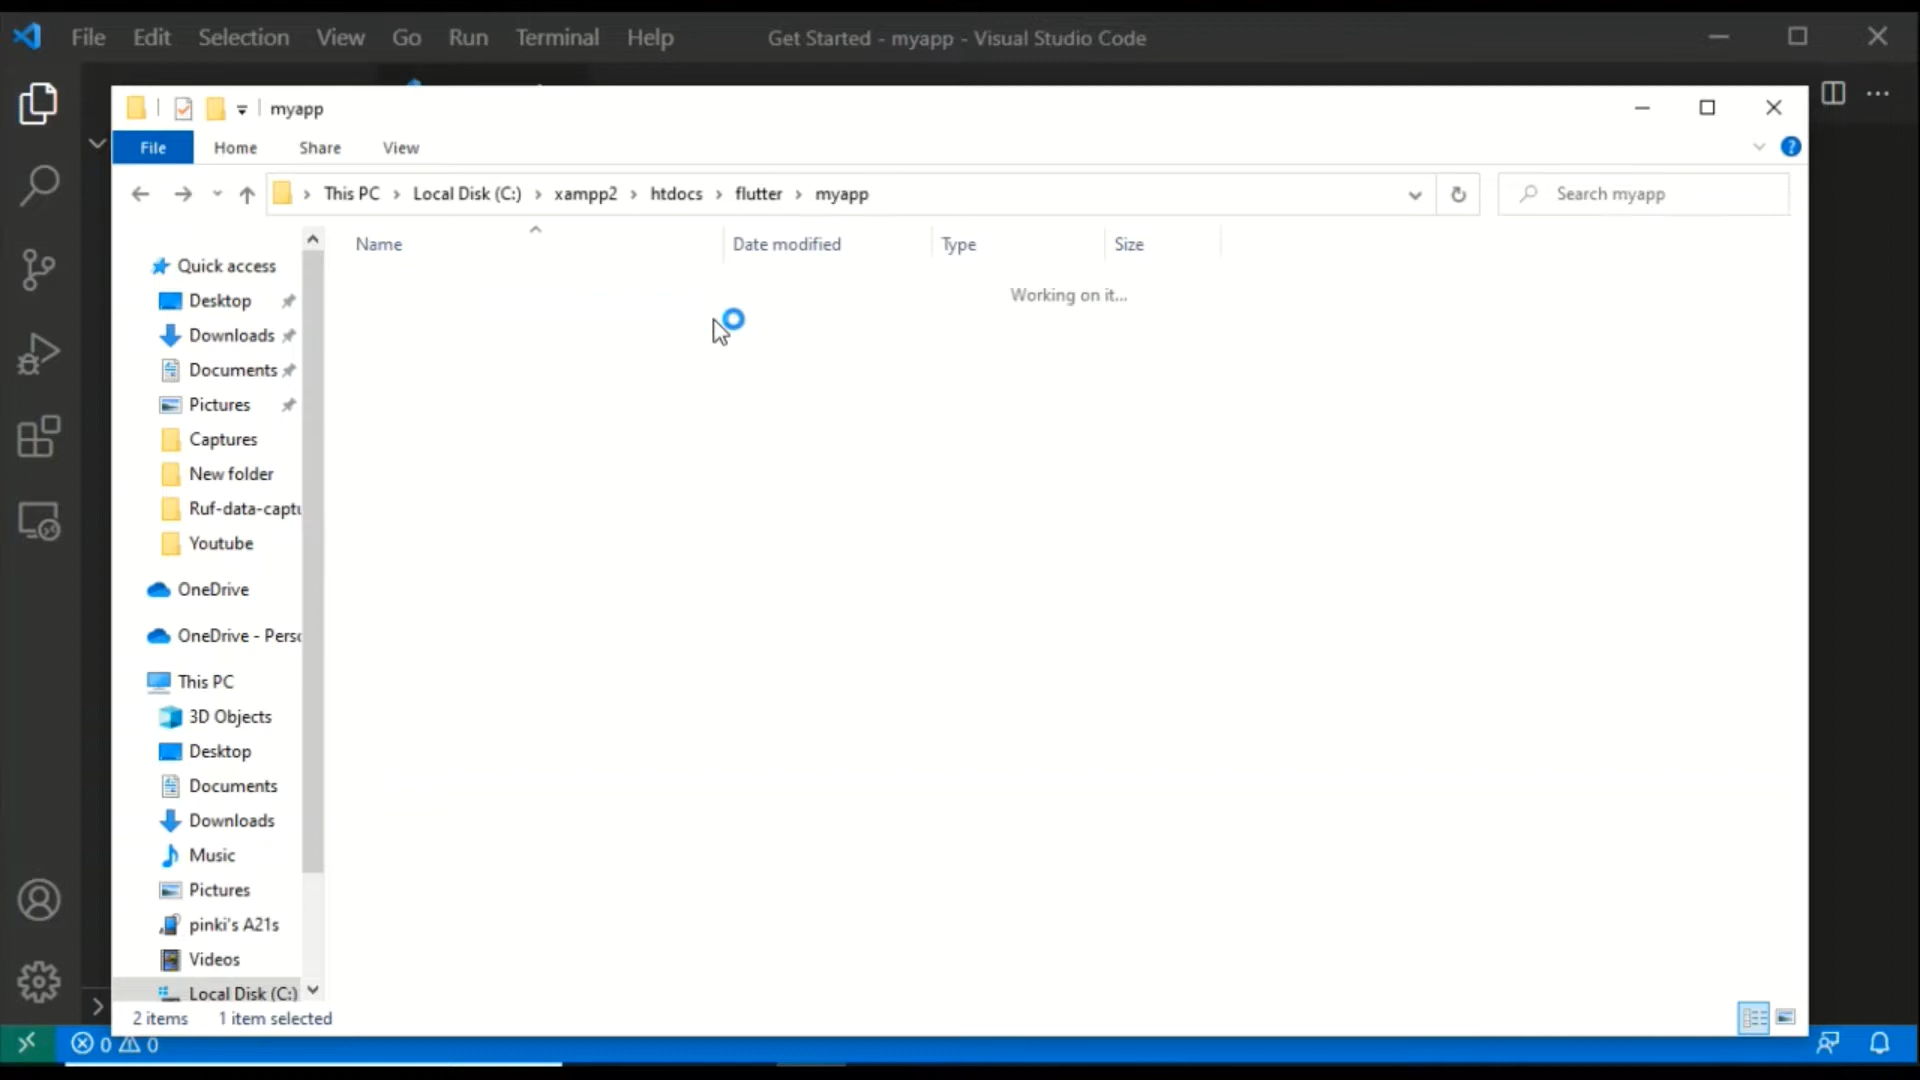 File Edit Selection View Go Run Terminal Help Get Started - myapp - Visual Studio Code
myapp
File Home Share View
This PC Local Disk (C:) xampp2 htdocs flutter myapp Search myapp
Name Date modified Type Size
Working on it...
Quick access
Desktop
Downloads
Documents
Pictures
Captures
New folder
Ruf-data-captu
Youtube
OneDrive
OneDrive - Perso
This PC
3D Objects
Desktop
Documents
Downloads
Music
Pictures
pinki's A21s
Videos
Local Disk (C:)
2 items 1 item selected
0 0